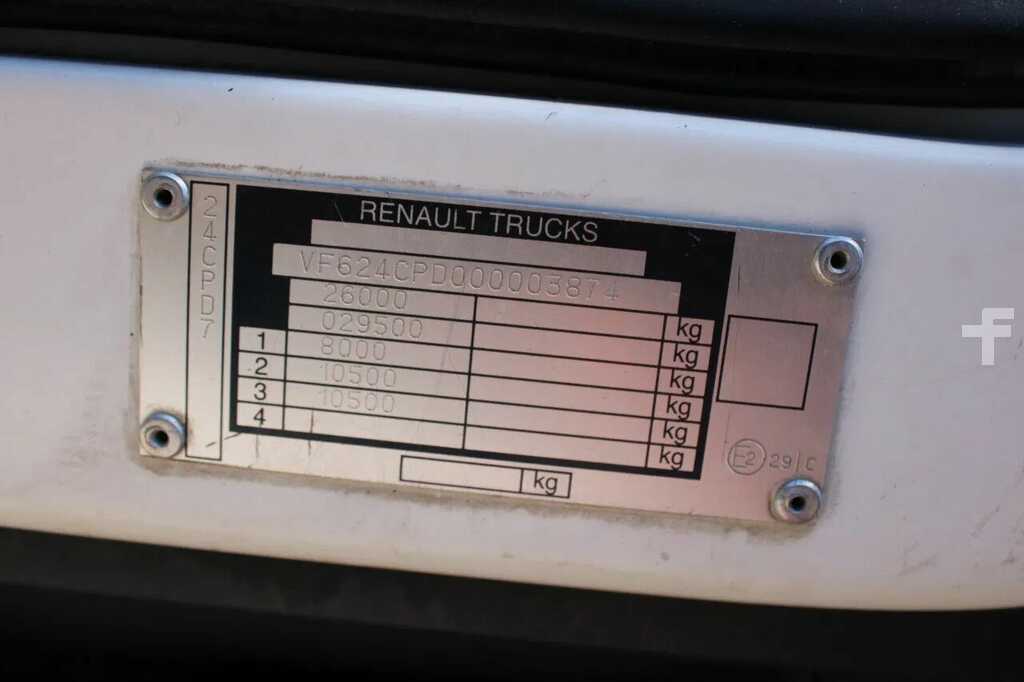 24CPD7
RENAULT TRUCKS
VF624CPD000003874
26000 kg
029500 kg
1 8000 kg
2 10500 kg
3 10500 kg
4 kg
kg
E2 29 C